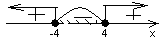 + − +
-4 4 x